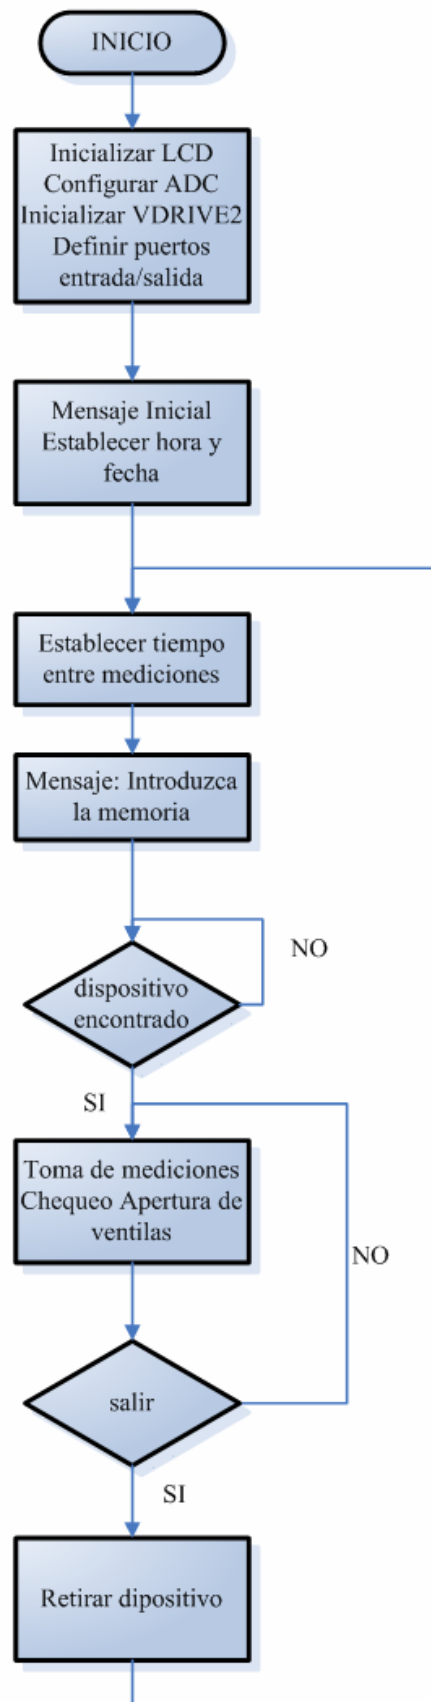 INICIO
Inicializar LCD
Configurar ADC
Inicializar VDRIVE2
Definir puertos
entrada/salida
Mensaje Inicial
Establecer hora y
fecha
Establecer tiempo
entre mediciones
Mensaje: Introduzca
la memoria
NO
dispositivo
encontrado
SI
Toma de mediciones
Chequeo Apertura de
ventilas
NO
salir
SI
Retirar dipositivo